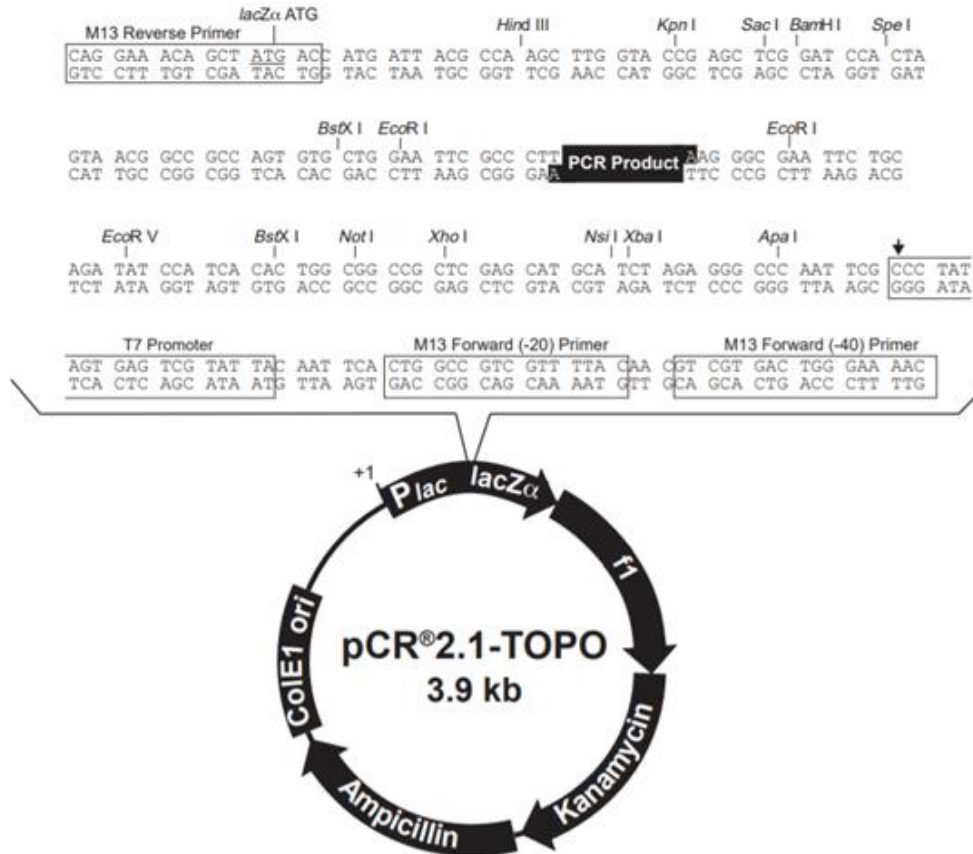 lacZα ATG
M13 Reverse Primer
Hind III Kpn I Sac I BamH I Spe I
CAG GAA ACA GCT ATG AC C ATG ATT ACG CCA AGC TTG GTA CCG AGC TCG GAT CCA CTA
GTC CTT TGT CGA TAC TG G TAC TAA TGC GGT TCG AAC CAT GGC TCG AGC CTA GGT GAT
BstX I EcoR I EcoR I
GTA ACG GCC GCC AGT GTG CTG GAA TTC GCC CTT PCR Product AAG GGC GAA TTC TGC
CAT TGC CGG CGG TCA CAC GAC CTT AAG CGG GAA TTC CCG CTT AAG ACG
EcoR V BstX I Not I Xho I Nsi I Xba I Apa I
AGA TAT CCA TCA CAC TGG CGG CCG CTC GAG CAT GCA TCT AGA GGG CCC AAT TCG CCC TAT
TCT ATA GGT AGT GTG ACC GCC GGC GAG CTC GTA CGT AGA TCT CCC GGG TTA AGC GGG ATA
T7 Promoter M13 Forward (-20) Primer M13 Forward (-40) Primer
AGT GAG TCG TAT TAC AAT TCA CTG GCC GTC GTT TTA CAA CGT CGT GAC TGG GAA AAC
TCA CTC AGC ATA ATG TTA AGT GAC CGG CAG CAA AAT GTT GCA GCA CTG ACC CTT TTG
+1
Plac lacZα
f1
Kanamycin
Ampicillin
ColE1 ori
pCR®2.1-TOPO
3.9 kb